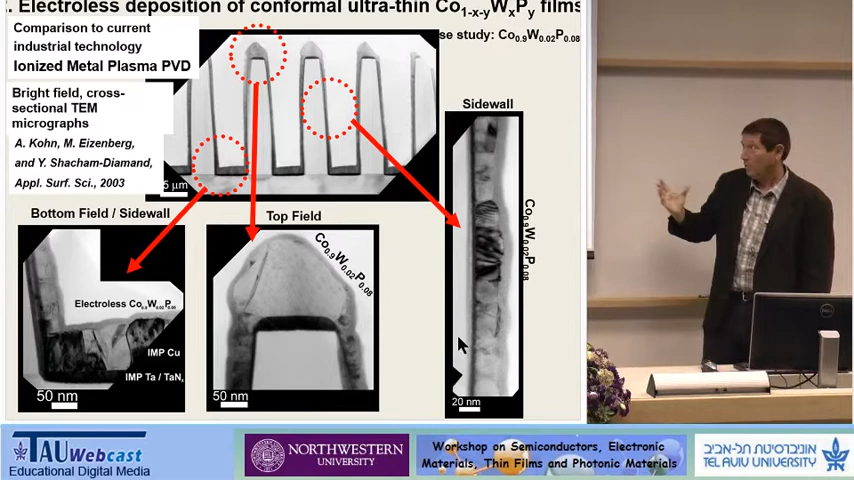 . Electroless deposition of conformal ultra-thin Co1-x-yWxPy films
Comparison to current
industrial technology
Ionized Metal Plasma PVD
se study: Co0.9W0.02P0.08
Bright field, cross-
sectional TEM
micrographs
A. Kohn, M. Eizenberg,
and Y. Shacham-Diamand,
Appl. Surf. Sci., 2003
5 µm
Sidewall
Co0.9W0.02P0.08
20 nm
Bottom Field / Sidewall
Electroless Co0.9W0.02P0.08
IMP Cu
IMP Ta / TaNx
50 nm
Top Field
Co0.9W0.02P0.08
50 nm
DELL
TAU Webcast
Educational Digital Media
NORTHWESTERN
UNIVERSITY
Workshop on Semiconductors, Electronic
Materials, Thin Films and Photonic Materials
אוניברסיטת תל-אביב
TEL AVIV UNIVERSITY